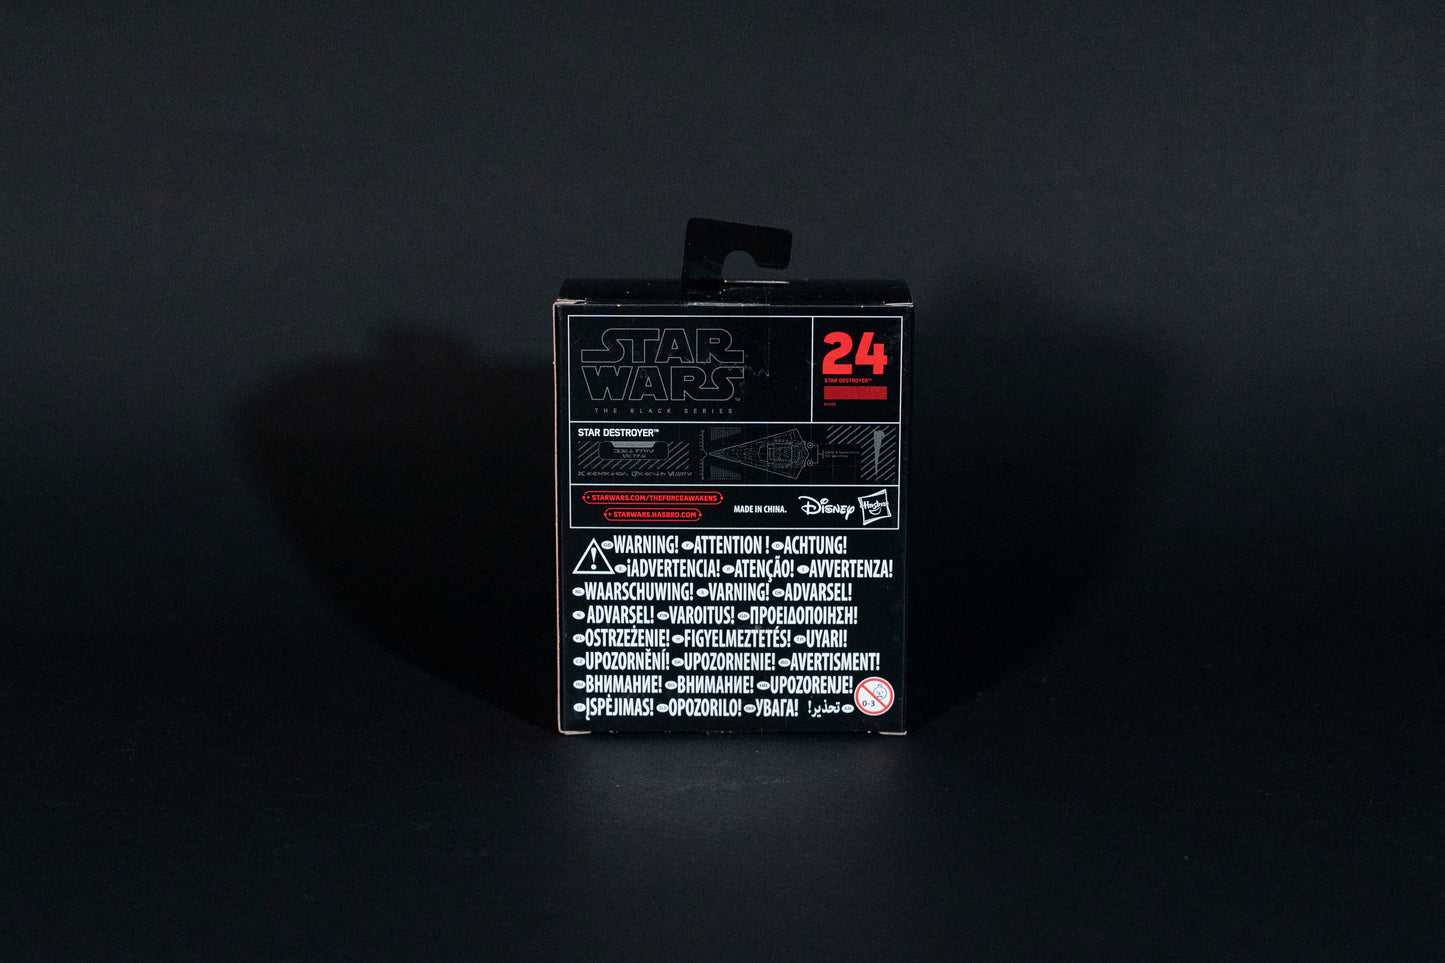 STAR
WARS™
THE BLACK SERIES
24
STAR DESTROYER™
STAR DESTROYER™
STARWARS.COM/THEFORCEAWAKENS
STARWARS.HASBRO.COM
MADE IN CHINA.
Disney
Hasbro
WARNING! ATTENTION ! ACHTUNG!
¡ADVERTENCIA! ATENÇÃO! AVVERTENZA!
WAARSCHUWING! VARNING! ADVARSEL!
ADVARSEL! VAROITUS! ΠΡΟΕΙΔΟΠΟΙΗΣΗ!
OSTRZEŻENIE! FIGYELMEZTETÉS! UYARI!
UPOZORNĚNÍ! UPOZORNENIE! AVERTISMENT!
ВНИМАНИЕ! ВНИМАНИЕ! UPOZORENJE!
ĮSPĖJIMAS! OPOZORILO! УВАГА! تحذير!
0-3